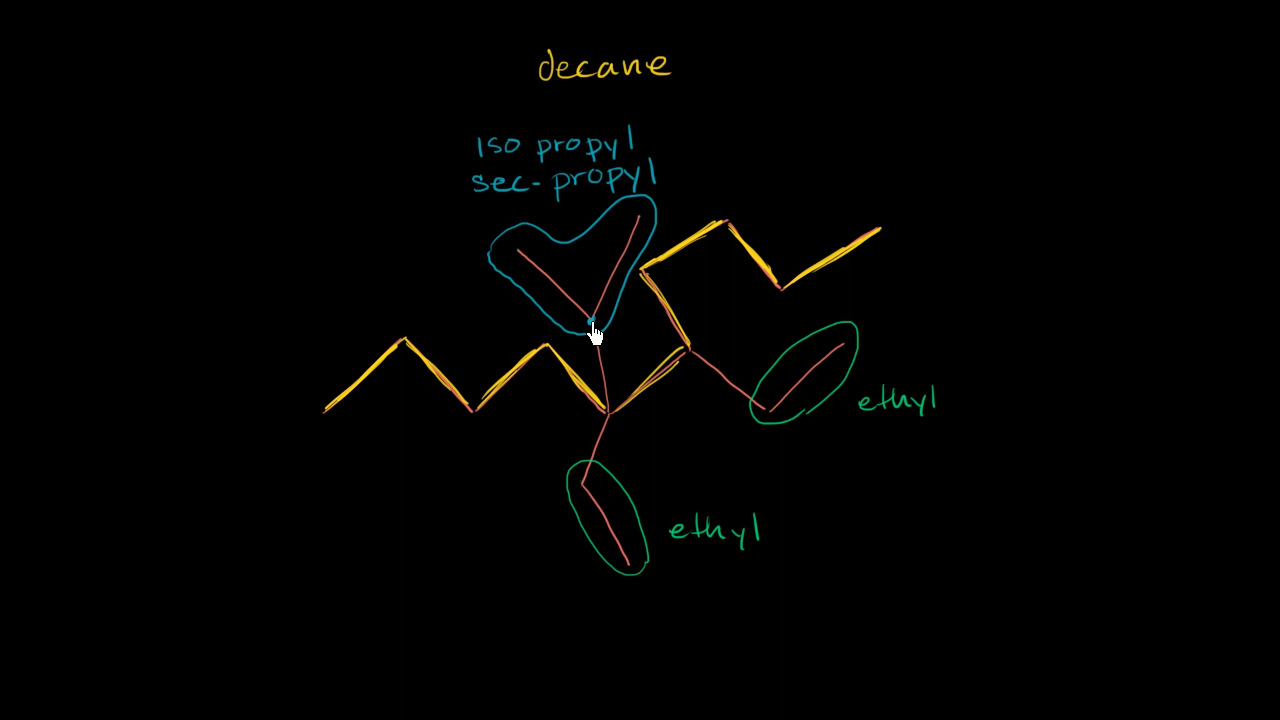 decane
iso propyl
sec-propyl
ethyl
ethyl